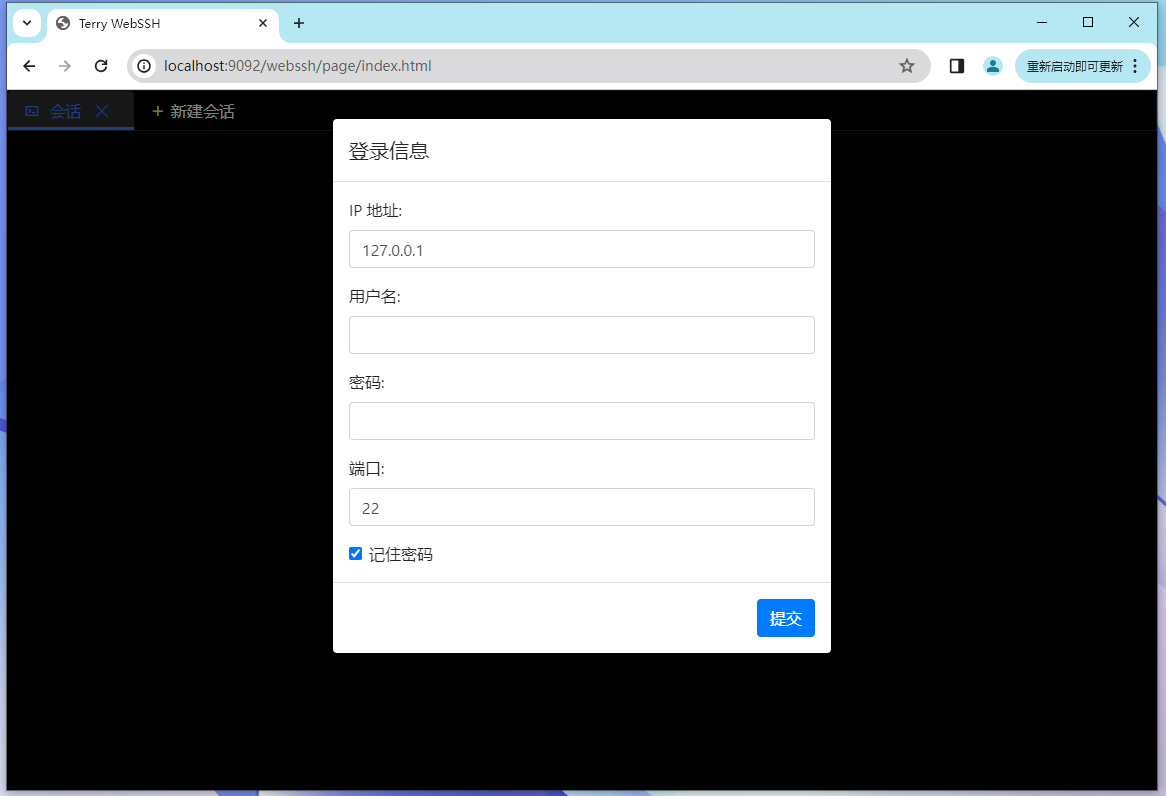 Terry WebSSH
localhost:9092/webssh/page/index.html
重新启动即可更新
会话
+ 新建会话
登录信息
IP 地址:
127.0.0.1
用户名:
密码:
端口:
22
记住密码
提交